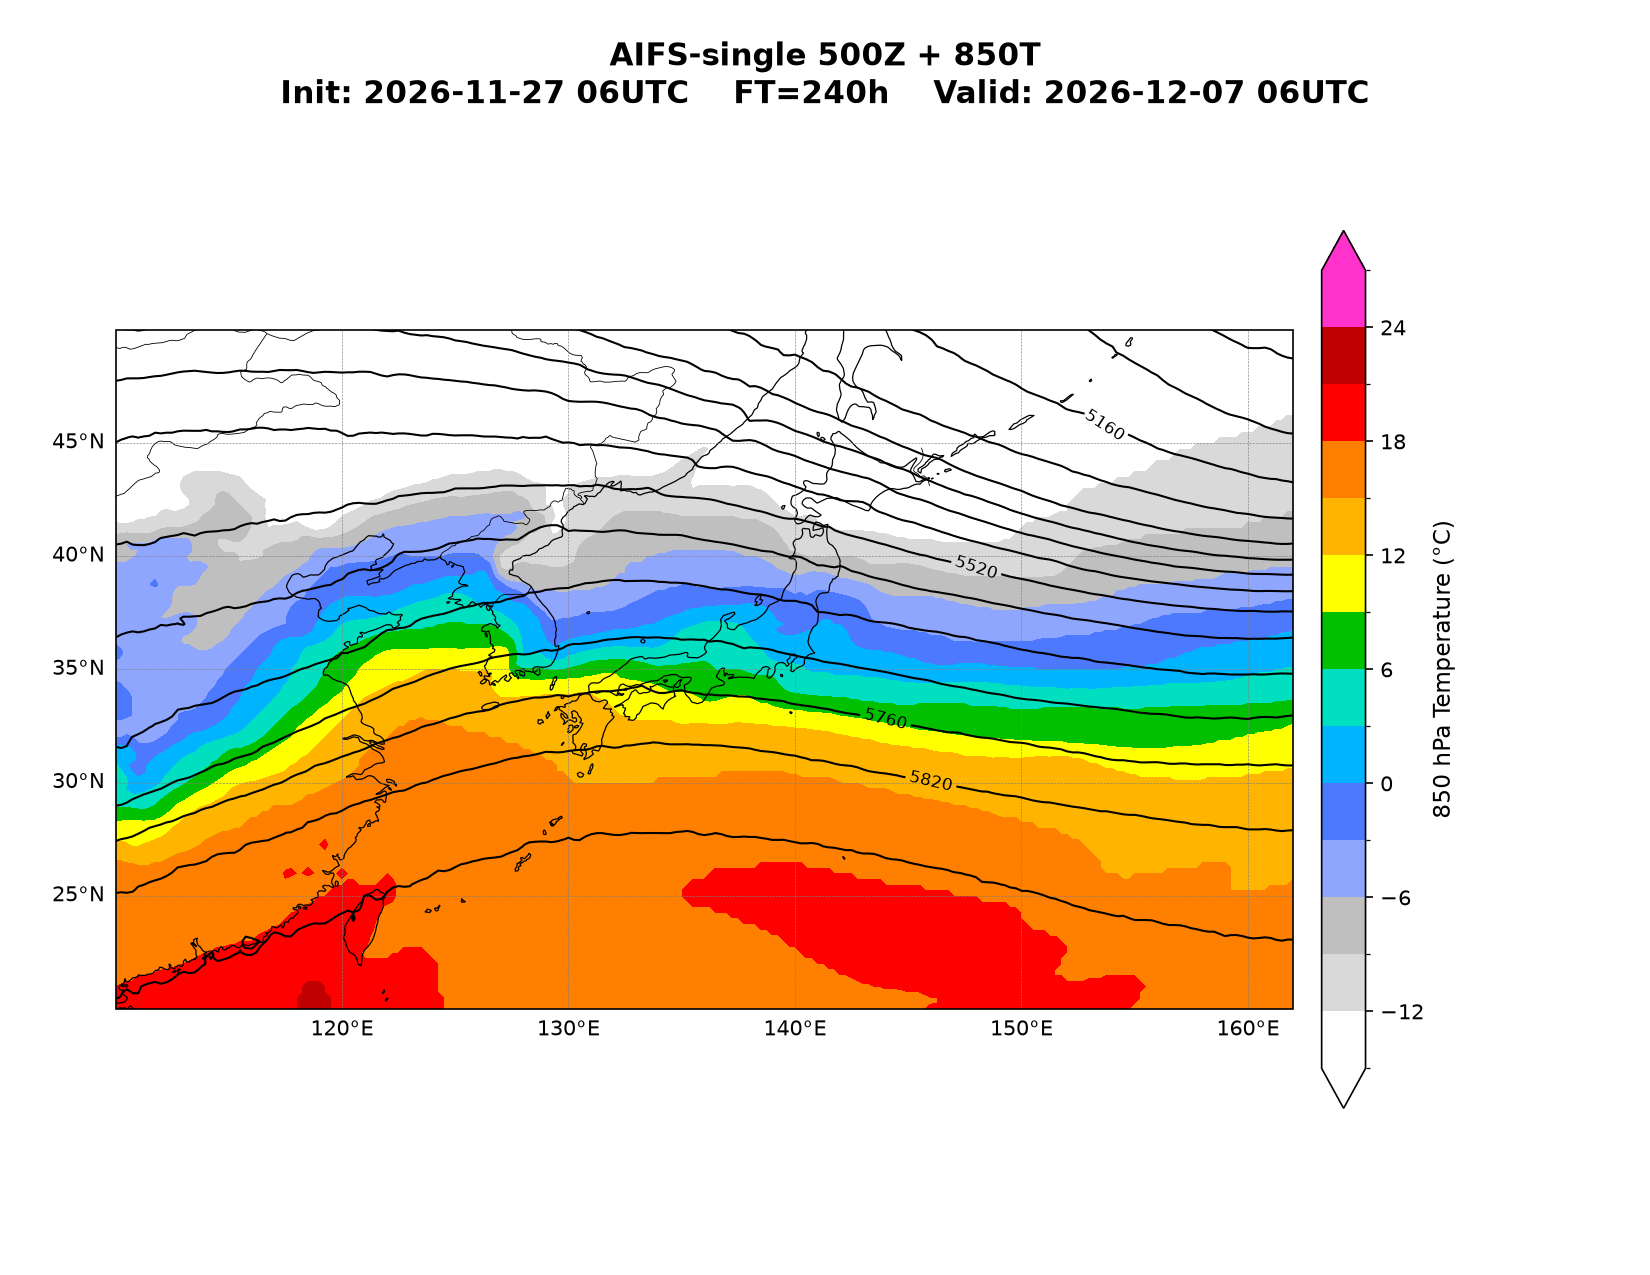 AIFS-single 500Z + 850T
Init: 2026-11-27 06UTC    FT=240h    Valid: 2026-12-07 06UTC
24
5160
45°N
18
40°N
5520
12
35°N
6
5760
850 hPa Temperature (°C)
30°N
5820
0
25°N
−6
−12
120°E
130°E
140°E
150°E
160°E